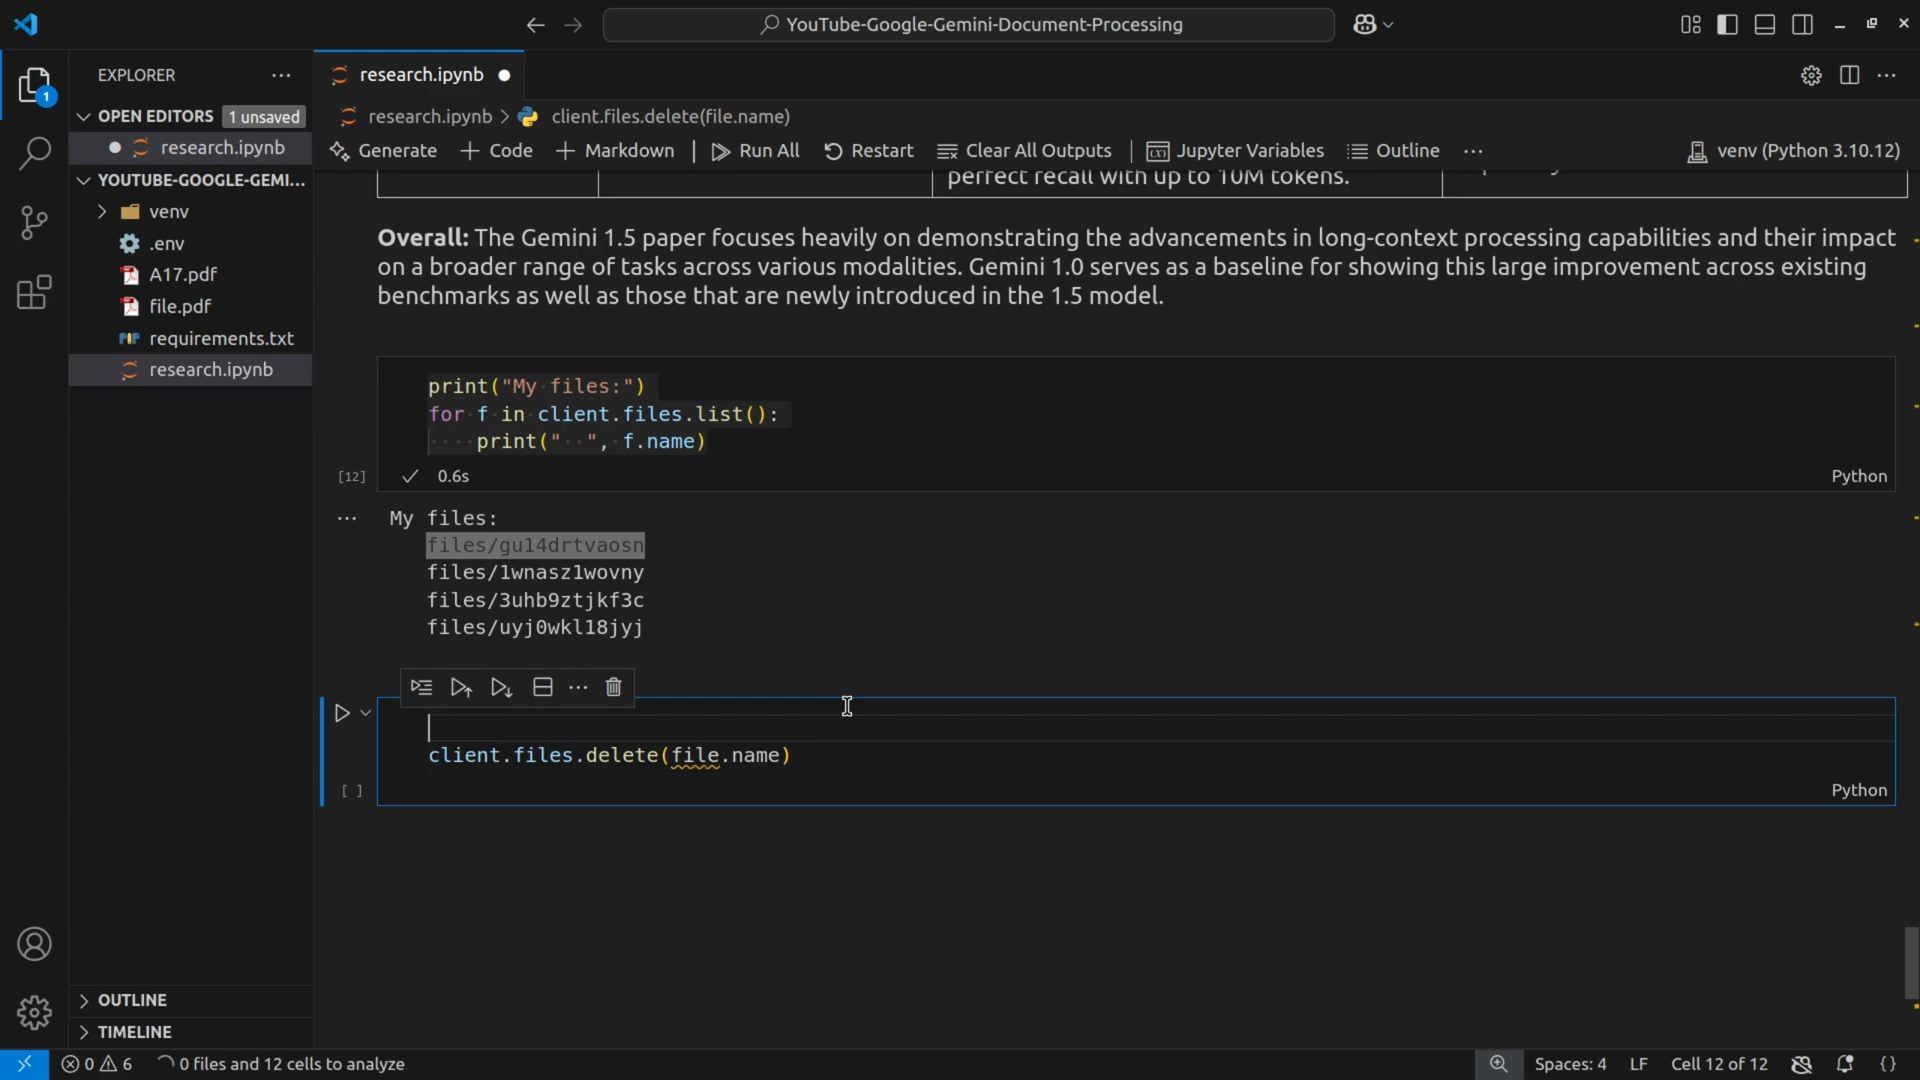 YouTube-Google-Gemini-Document-Processing
EXPLORER
OPEN EDITORS 1 unsaved
research.ipynb
YOUTUBE-GOOGLE-GEMI...
venv
.env
A17.pdf
file.pdf
requirements.txt
research.ipynb
OUTLINE
TIMELINE
1
research.ipynb
research.ipynb > client.files.delete(file.name)
Generate + Code + Markdown | Run All Restart Clear All Outputs | Jupyter Variables Outline ... venv (Python 3.10.12)
perfect recall with up to 10M tokens.
Overall: The Gemini 1.5 paper focuses heavily on demonstrating the advancements in long-context processing capabilities and their impact
on a broader range of tasks across various modalities. Gemini 1.0 serves as a baseline for showing this large improvement across existing
benchmarks as well as those that are newly introduced in the 1.5 model.
print("My files:")
for f in client.files.list():
    print("  ", f.name)
[12] 0.6s Python
My files:
files/gu14drtvaosn
files/1wnasz1wovny
files/3uhb9ztjkf3c
files/uyj0wkl18jyj
client.files.delete(file.name)
[ ] Python
0 6 0 files and 12 cells to analyze Spaces: 4 LF Cell 12 of 12 {}